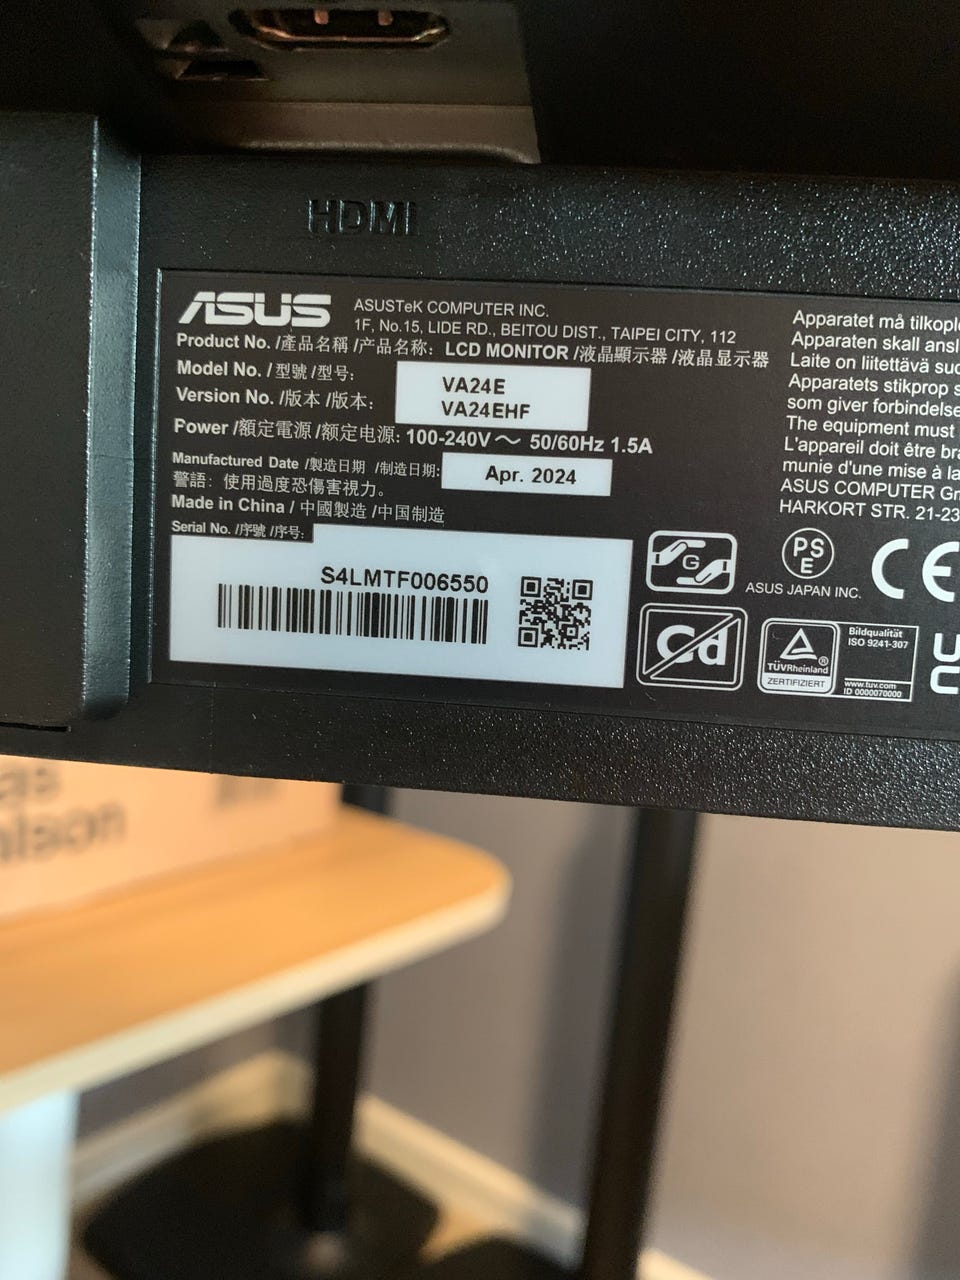 HDMI
ASUS
ASUSTeK COMPUTER INC.
1F, No.15, LIDE RD., BEITOU DIST., TAIPEI CITY, 112
Product No. /產品名稱 /产品名称: LCD MONITOR /液晶顯示器 /液晶显示器
Model No. / 型號 /型号: VA24E
Version No. /版本 /版本: VA24EHF
Power /額定電源 /额定电源: 100-240V ～ 50/60Hz 1.5A
Manufactured Date /製造日期 /制造日期: Apr. 2024
警語: 使用過度恐傷害視力。
Made in China / 中國製造 /中国制造
Serial No. /序號 /序号:
S4LMTF006550
Apparatet må tilkople
Apparaten skall ansl
Laite on liitettävä suo
Apparatets stikprop s
som giver forbindelse
The equipment must
L'appareil doit être bra
munie d'une mise à la
ASUS COMPUTER Gm
HARKORT STR. 21-23
G
PS
E
ASUS JAPAN INC.
CE
Cd
TÜVRheinland
ZERTIFIZIERT
Bildqualität
ISO 9241-307
www.tuv.com
ID 0000070000
as
hlson